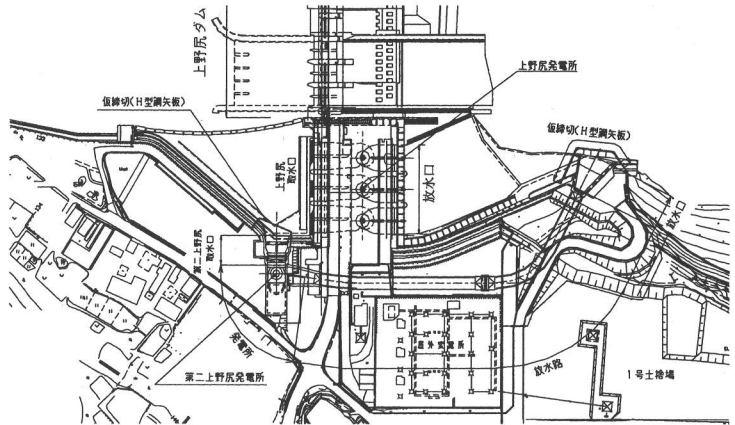 上野尻ダム
上野尻発電所
仮締切(H型鋼矢板)
仮締切(H型鋼矢板)
上野尻
取水口
放水口
放水口
第二上野尻
取水口
発電所
屋外変電所
第二上野尻発電所
放水路
1号土捨場